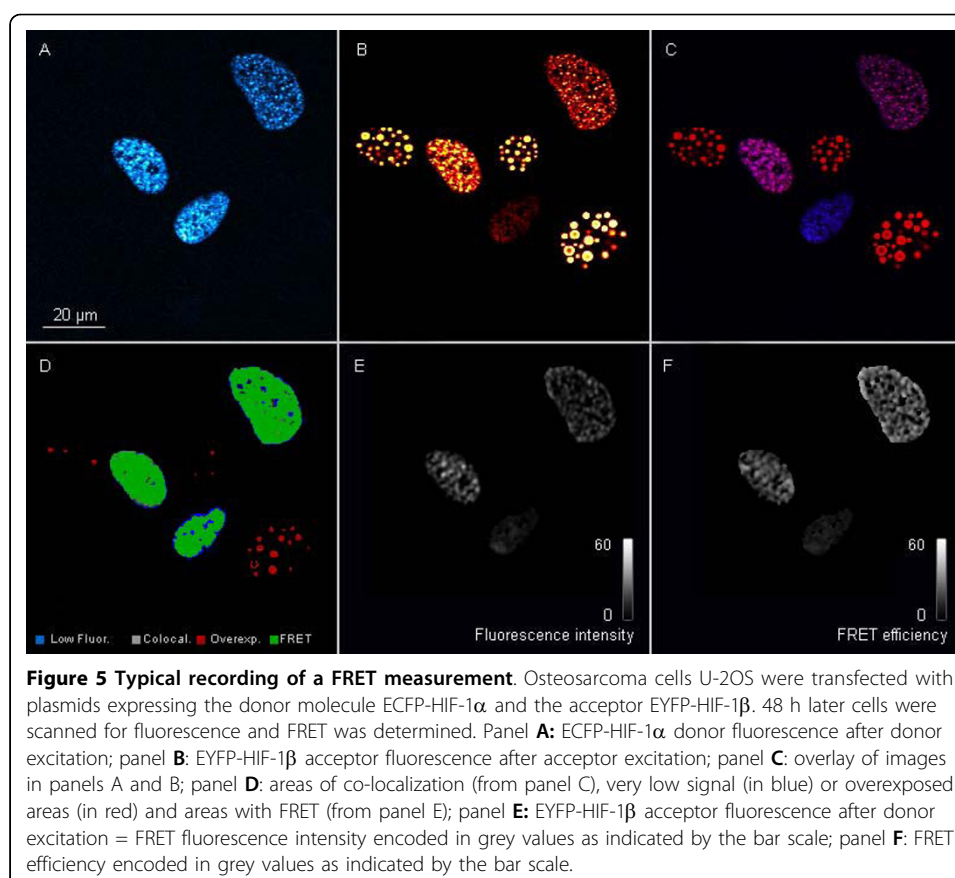 A
B
C
20 µm
D
E
F
60
60
0
0
Low Fluor. Colocal. Overexp. FRET
Fluorescence intensity
FRET efficiency
Figure 5 Typical recording of a FRET measurement. Osteosarcoma cells U-2OS were transfected with
plasmids expressing the donor molecule ECFP-HIF-1α and the acceptor EYFP-HIF-1β. 48 h later cells were
scanned for fluorescence and FRET was determined. Panel A: ECFP-HIF-1α donor fluorescence after donor
excitation; panel B: EYFP-HIF-1β acceptor fluorescence after acceptor excitation; panel C: overlay of images
in panels A and B; panel D: areas of co-localization (from panel C), very low signal (in blue) or overexposed
areas (in red) and areas with FRET (from panel E); panel E: EYFP-HIF-1β acceptor fluorescence after donor
excitation = FRET fluorescence intensity encoded in grey values as indicated by the bar scale; panel F: FRET
efficiency encoded in grey values as indicated by the bar scale.